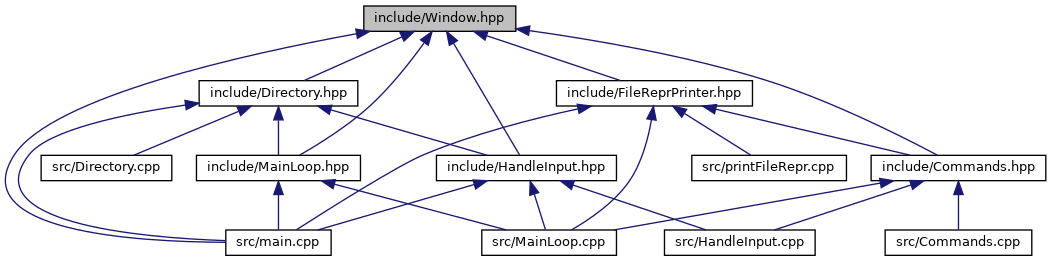 include/Window.hpp
include/Directory.hpp
include/FileReprPrinter.hpp
src/Directory.cpp
include/MainLoop.hpp
include/HandleInput.hpp
src/printFileRepr.cpp
include/Commands.hpp
src/main.cpp
src/MainLoop.cpp
src/HandleInput.cpp
src/Commands.cpp